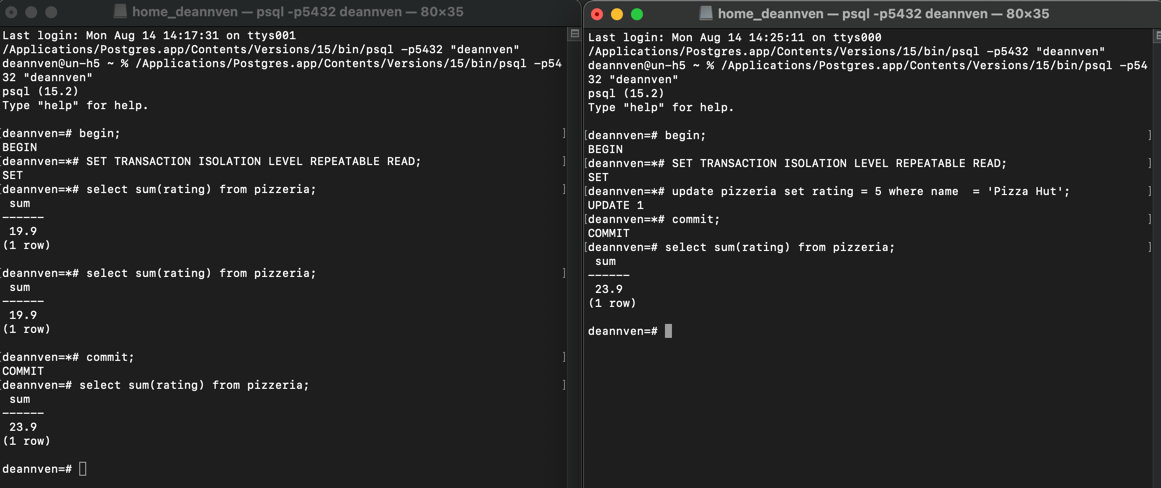 home_deannven — psql -p5432 deannven — 80×35
Last login: Mon Aug 14 14:17:31 on ttys001
/Applications/Postgres.app/Contents/Versions/15/bin/psql -p5432 "deannven"
deannven@un-h5 ~ % /Applications/Postgres.app/Contents/Versions/15/bin/psql -p54
32 "deannven"
psql (15.2)
Type "help" for help.
[deannven=# begin;                                                              ]
BEGIN
[deannven=*# SET TRANSACTION ISOLATION LEVEL REPEATABLE READ;                   ]
SET
[deannven=*# select sum(rating) from pizzeria;                                  ]
 sum
------
 19.9
(1 row)
[deannven=*# select sum(rating) from pizzeria;                                  ]
 sum
------
 19.9
(1 row)
[deannven=*# commit;                                                            ]
COMMIT
[deannven=# select sum(rating) from pizzeria;                                   ]
 sum
------
 23.9
(1 row)
deannven=#
home_deannven — psql -p5432 deannven — 80×35
Last login: Mon Aug 14 14:25:11 on ttys000
/Applications/Postgres.app/Contents/Versions/15/bin/psql -p5432 "deannven"
deannven@un-h5 ~ % /Applications/Postgres.app/Contents/Versions/15/bin/psql -p54
32 "deannven"
psql (15.2)
Type "help" for help.
[deannven=# begin;                                                              ]
BEGIN
[deannven=*# SET TRANSACTION ISOLATION LEVEL REPEATABLE READ;                   ]
SET
[deannven=*# update pizzeria set rating = 5 where name  = 'Pizza Hut';          ]
UPDATE 1
[deannven=*# commit;                                                            ]
COMMIT
[deannven=# select sum(rating) from pizzeria;                                   ]
 sum
------
 23.9
(1 row)
deannven=#